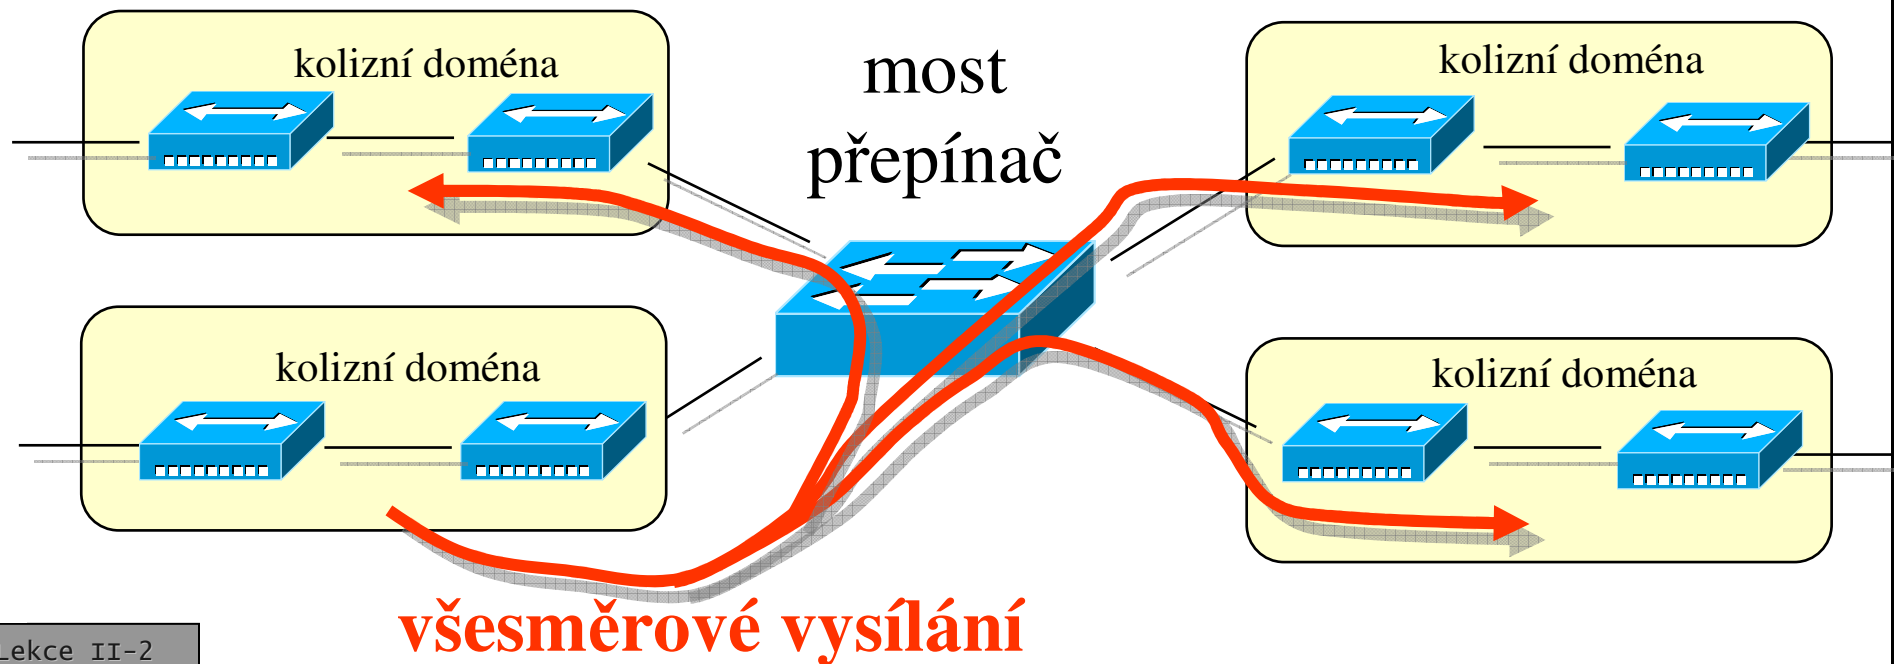 kolizní doména
most
přepínač
kolizní doména
kolizní doména
kolizní doména
všesměrové vysílání
Lekce II-2